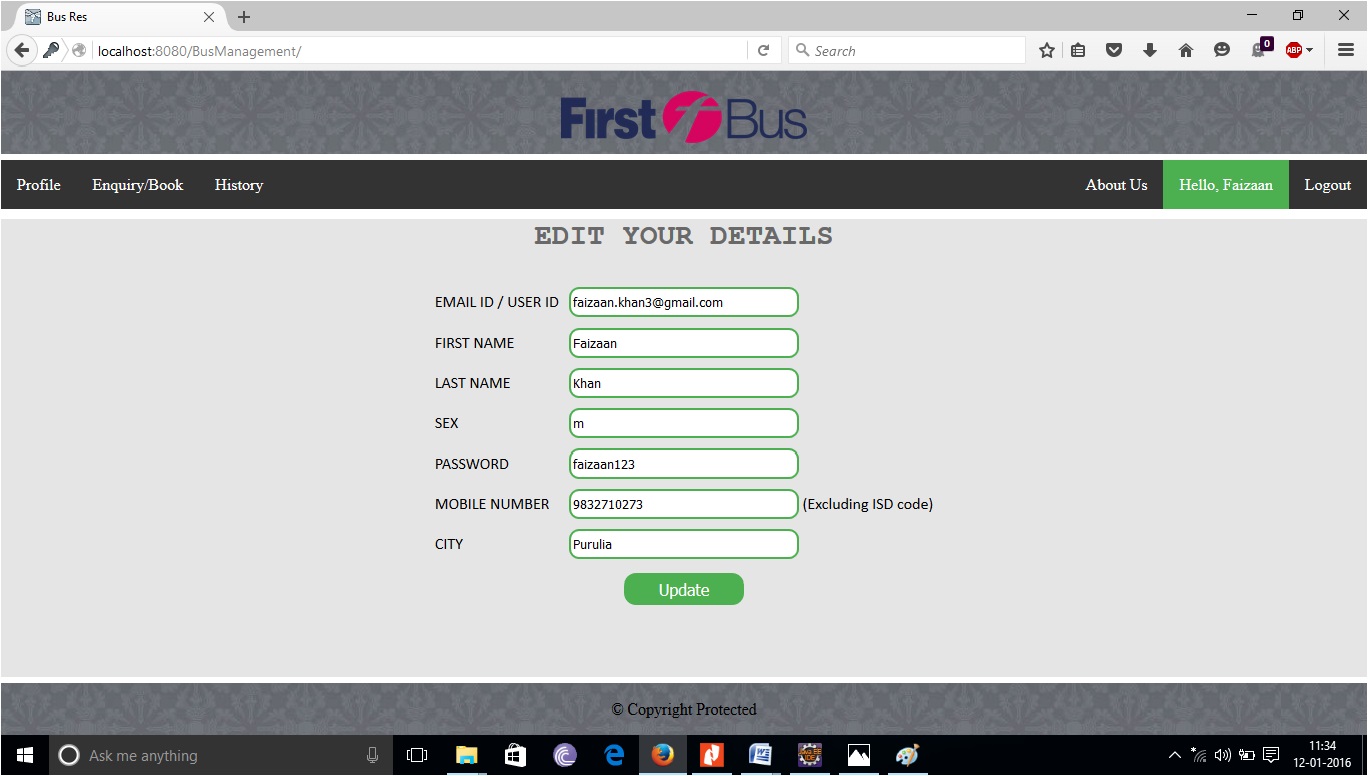 Bus Res
localhost:8080/BusManagement/
Search
0
ABP
First Bus
Profile Enquiry/Book History About Us Hello, Faizaan Logout
EDIT YOUR DETAILS
EMAIL ID / USER ID faizaan.khan3@gmail.com
FIRST NAME Faizaan
LAST NAME Khan
SEX m
PASSWORD faizaan123
MOBILE NUMBER 9832710273 (Excluding ISD code)
CITY Purulia
Update
© Copyright Protected
Ask me anything
11:34
12-01-2016